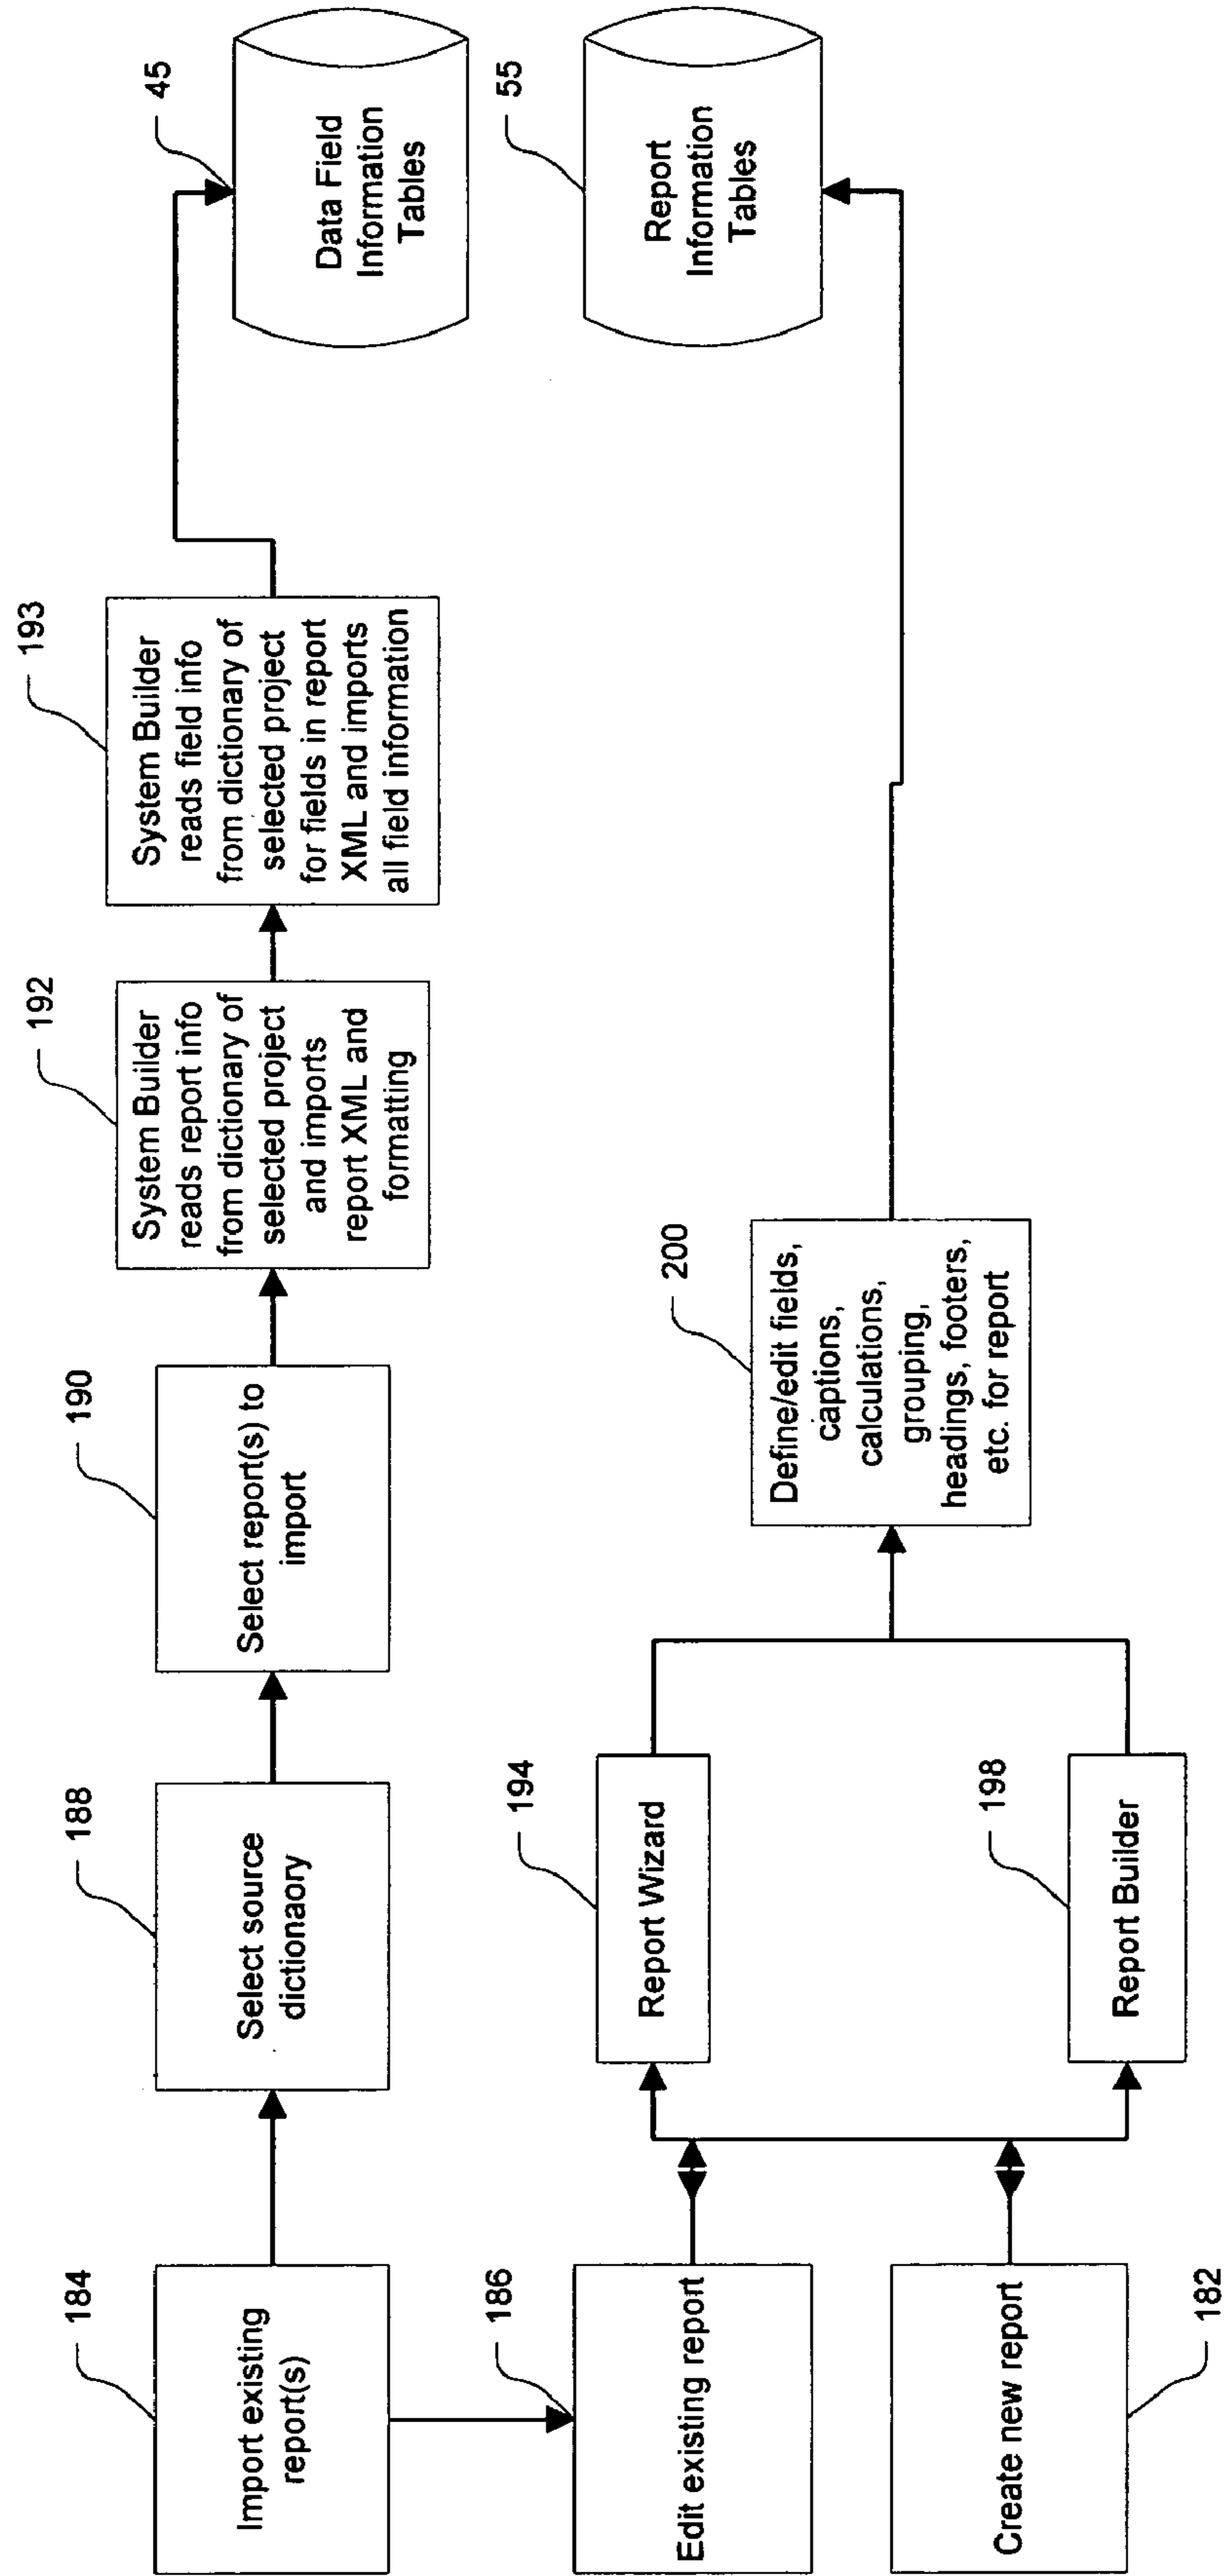 184
Import existing
report(s)
188
Select source
dictionaory
190
Select report(s) to
import
192
System Builder
reads report info
from dictionary of
selected project
and imports
report XML and
formatting
193
System Builder
reads field info
from dictionary of
selected project
for fields in report
XML and imports
all field information
45
Data Field
Information
Tables
186
Edit existing report
194
Report Wizard
55
Report
Information
Tables
200
Define/edit fields,
captions,
calculations,
grouping,
headings, footers,
etc. for report
Create new report
182
198
Report Builder